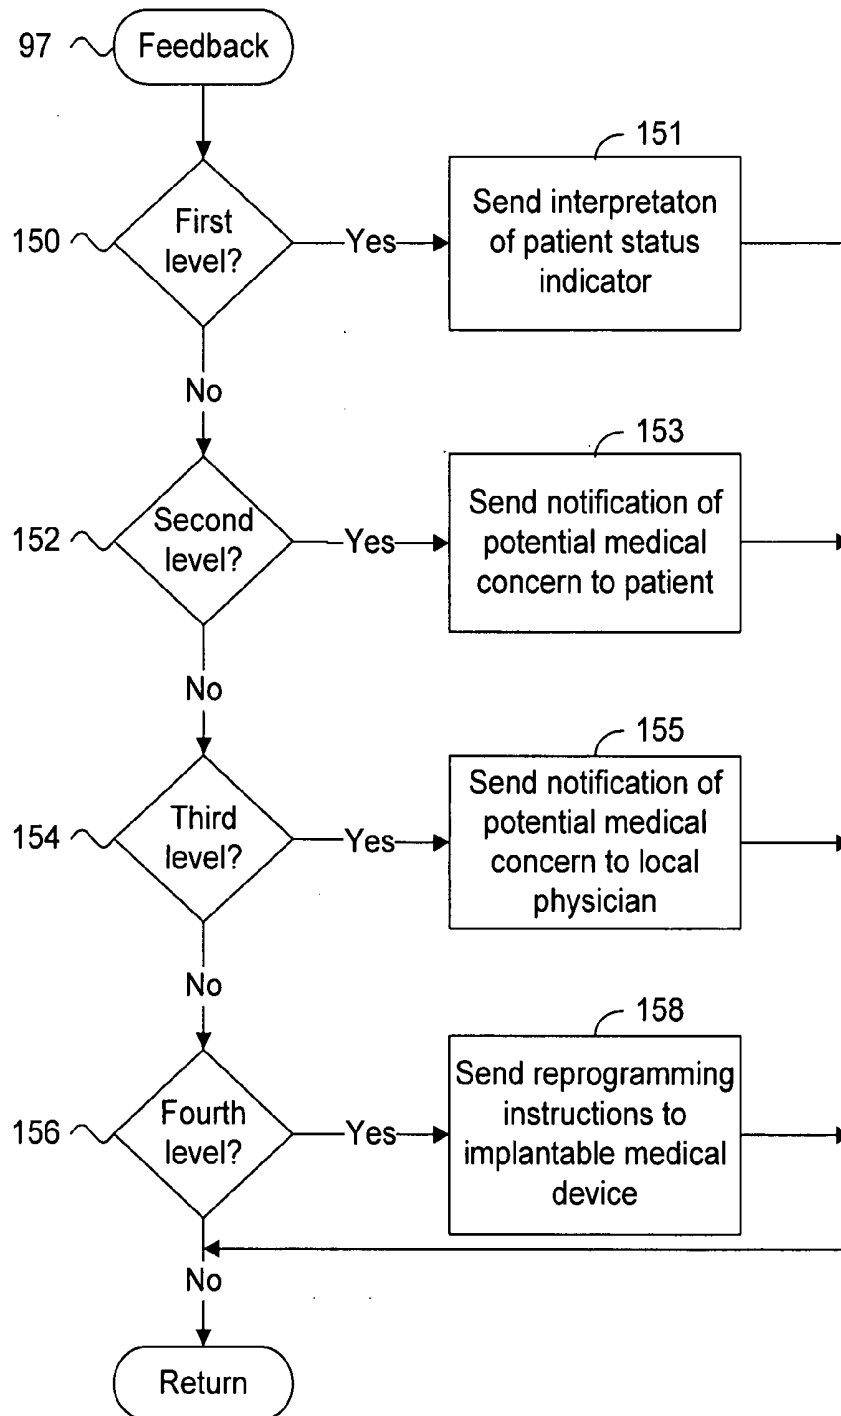 97
Feedback
151
150
First
level?
Yes
Send interpretaton
of patient status
indicator
No
153
152
Second
level?
Yes
Send notification of
potential medical
concern to patient
No
155
154
Third
level?
Yes
Send notification of
potential medical
concern to local
physician
No
158
156
Fourth
level?
Yes
Send reprogramming
instructions to
implantable medical
device
No
Return